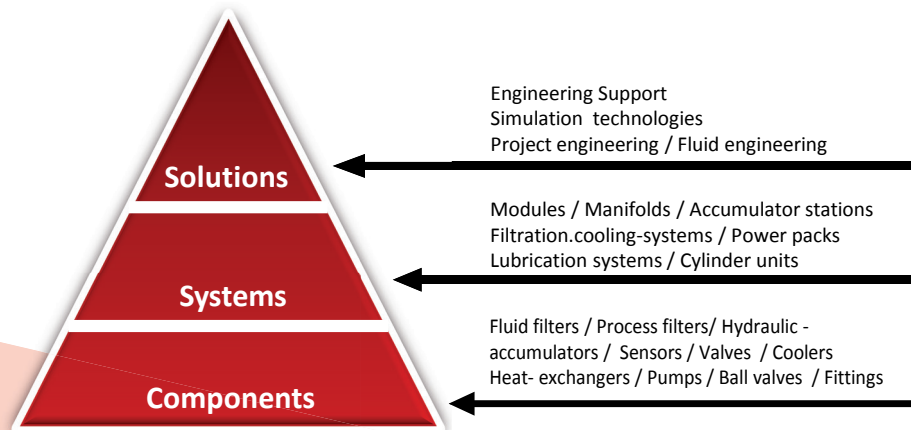 Engineering Support
Simulation technologies
Project engineering / Fluid engineering
Solutions
Modules / Manifolds / Accumulator stations
Filtration.cooling-systems / Power packs
Lubrication systems / Cylinder units
Systems
Fluid filters / Process filters/ Hydraulic -
accumulators / Sensors / Valves / Coolers
Heat- exchangers / Pumps / Ball valves / Fittings
Components